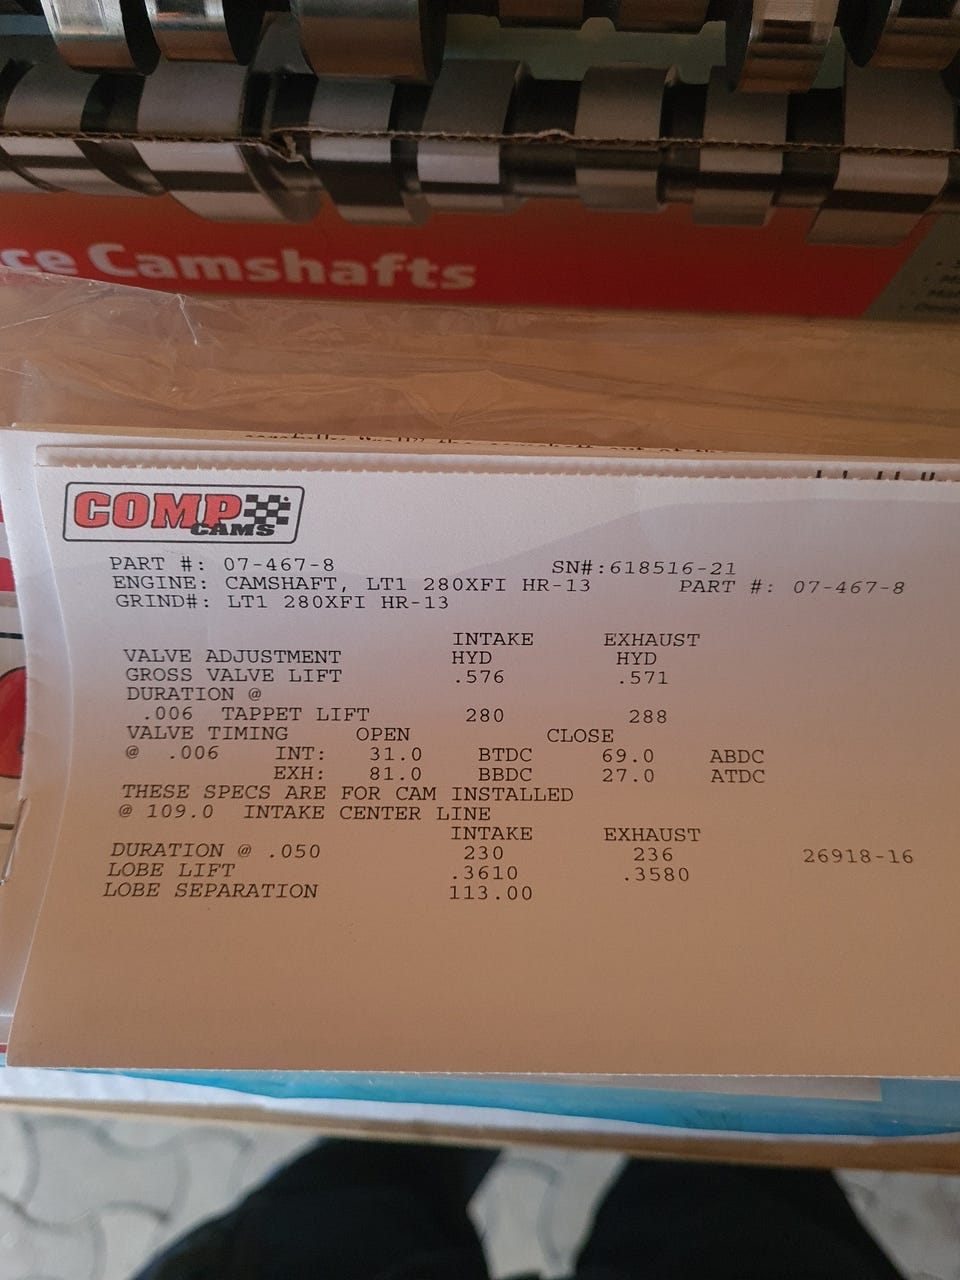 ce Camshafts
COMP
CAMS
PART #: 07-467-8 SN#:618516-21
ENGINE: CAMSHAFT, LT1 280XFI HR-13 PART #: 07-467-8
GRIND#: LT1 280XFI HR-13
INTAKE EXHAUST
VALVE ADJUSTMENT HYD HYD
GROSS VALVE LIFT .576 .571
DURATION @
.006 TAPPET LIFT 280 288
VALVE TIMING OPEN CLOSE
@ .006 INT: 31.0 BTDC 69.0 ABDC
EXH: 81.0 BBDC 27.0 ATDC
THESE SPECS ARE FOR CAM INSTALLED
@ 109.0 INTAKE CENTER LINE
INTAKE EXHAUST
DURATION @ .050 230 236 26918-16
LOBE LIFT .3610 .3580
LOBE SEPARATION 113.00